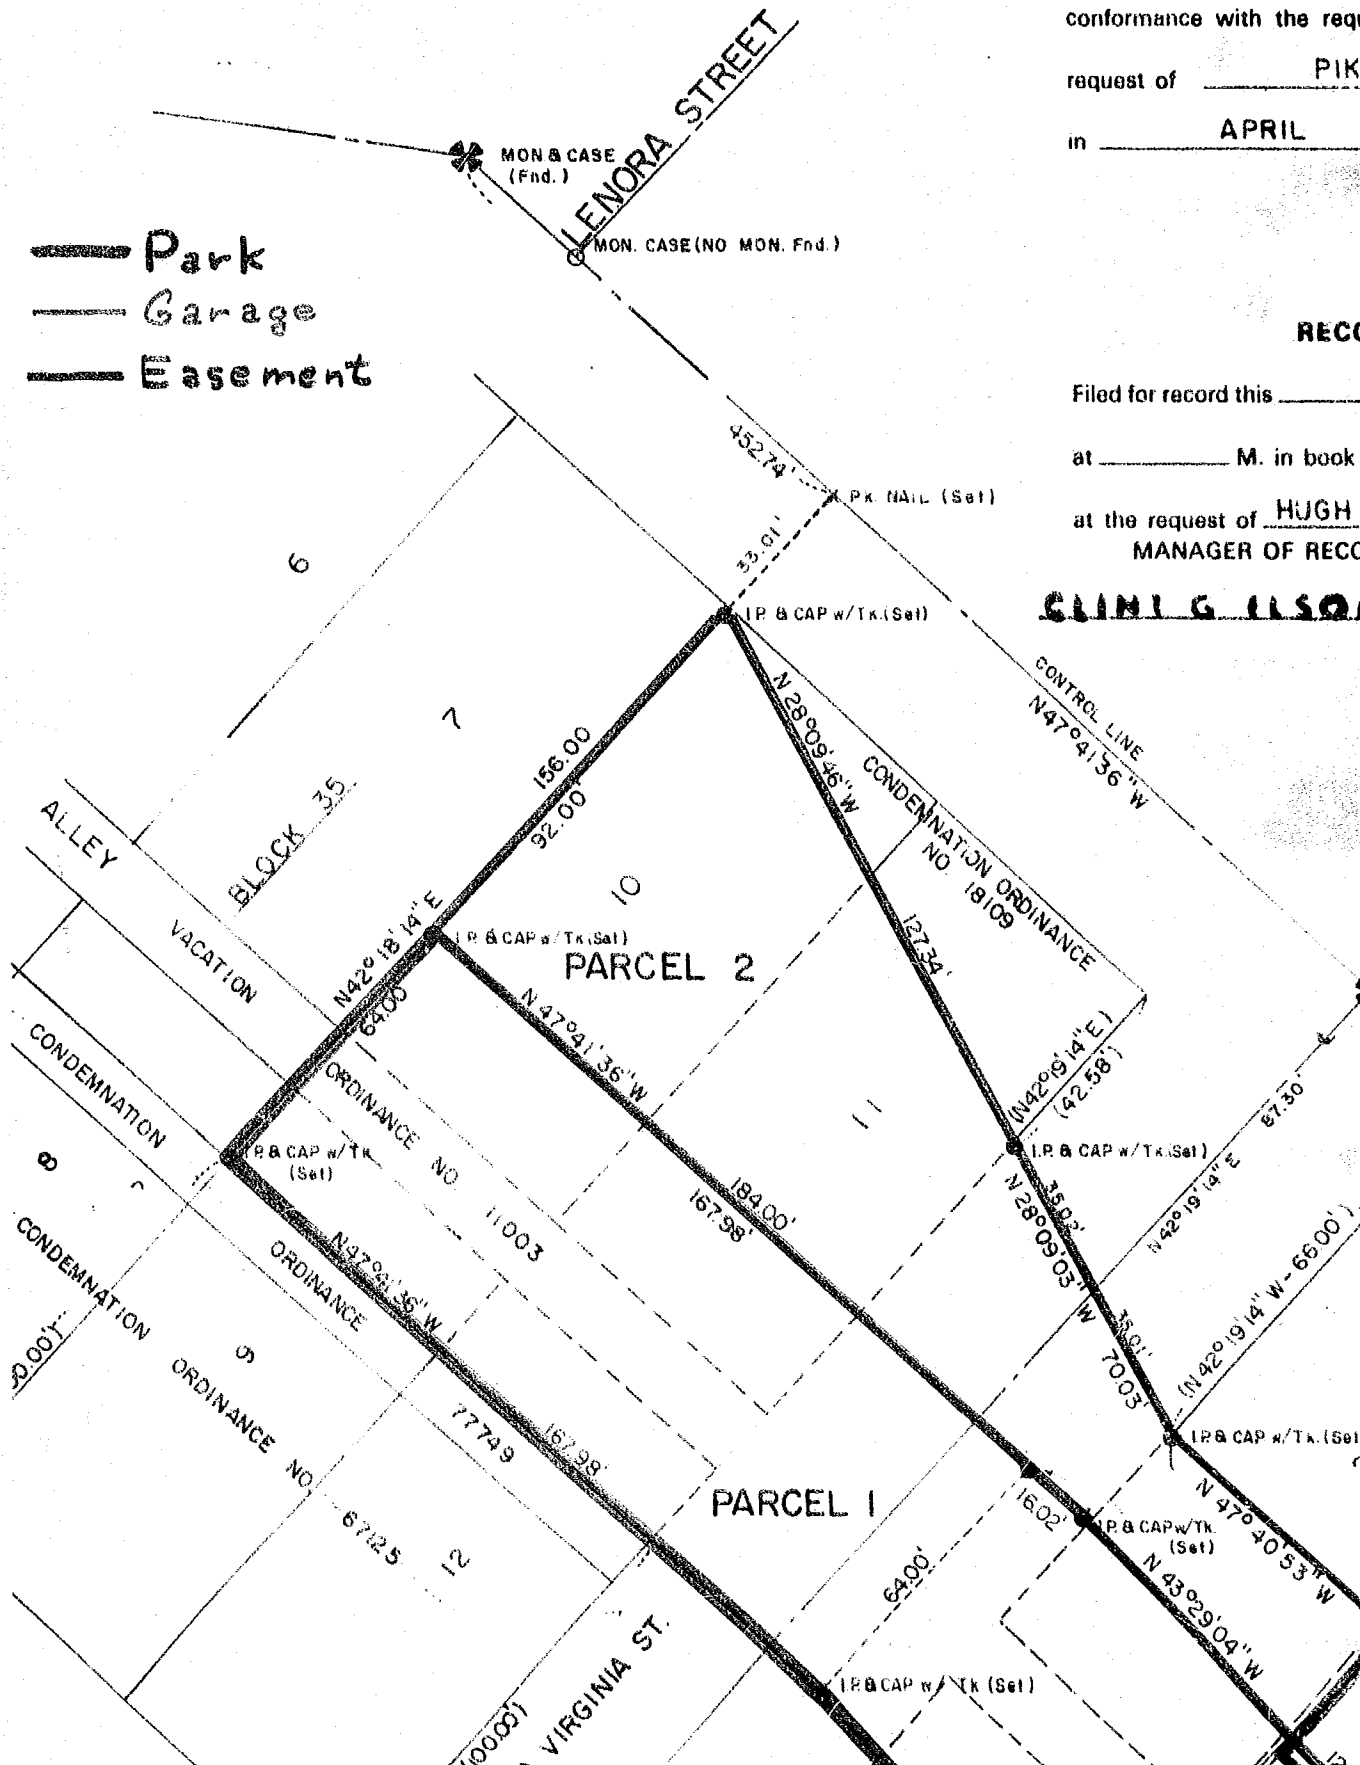 conformance with the requ
request of PIK
in APRIL
LENORA STREET
MON & CASE
(Fnd.)
MON. CASE (NO MON. Fnd.)
Park
Garage
Easement
RECO
Filed for record this
at M. in book
at the request of HUGH
MANAGER OF RECO
452.74'
P.K. NAIL (Set)
33.01'
I.P. & CAP w/Tk.(Set)
6
7
CONTROL LINE
N47°41'36"W
N 28°09'46"W
156.00
92.00'
CONDEMNATION ORDINANCE
NO. 18109
ALLEY
BLOCK 35
VACATION
N42°18'14"E
64.00'
I.P. & CAP w/Tk.(Set)
10
PARCEL 2
127.34'
N 47°41'36"W
CONDEMNATION
ORDINANCE NO. 11003
(N42°19'14"E)
(42.58')
11
87.30'
I.P. & CAP w/Tk.(Set)
I.P. & CAP w/Tk.
(Set)
8
184.00'
167.98'
35.02'
N 28°09'03"W
N42°19'14"E
N47°41'36"W
ORDINANCE
77749
CONDEMNATION ORDINANCE NO. 67125
9
35.01'
70.03'
(N42°19'14"W-66.00')
I.P. & CAP w/Tk.(Set
167.98'
PARCEL 1
16.02'
I.P. & CAP w/Tk.
(Set)
N 47°40'53"W
12
64.00'
N 43°29'04"W
VIRGINIA ST.
I.P. & CAP w/Tk (Set)